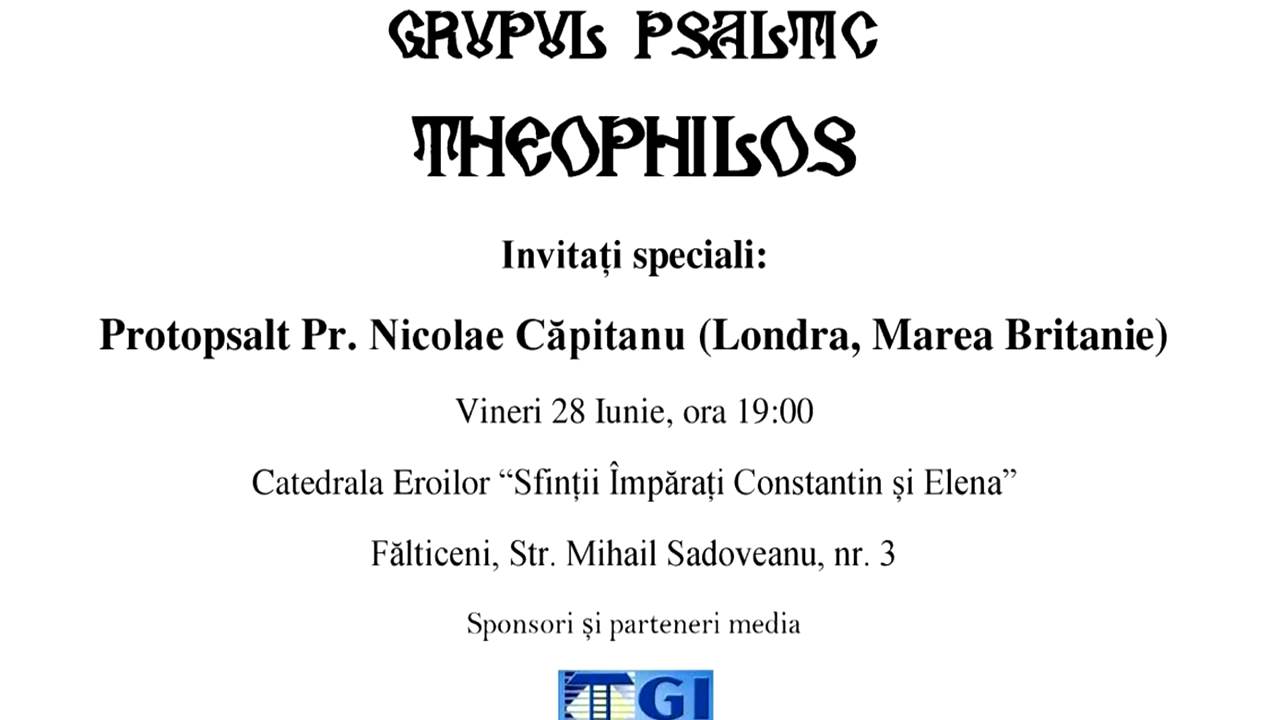 GRUPUL PSALTIC
THEOPHILOS
Invitați speciali:
Protopsalt Pr. Nicolae Căpitanu (Londra, Marea Britanie)
Vineri 28 Iunie, ora 19:00
Catedrala Eroilor “Sfinții Împărați Constantin și Elena”
Fălticeni, Str. Mihail Sadoveanu, nr. 3
Sponsori și parteneri media
TGI